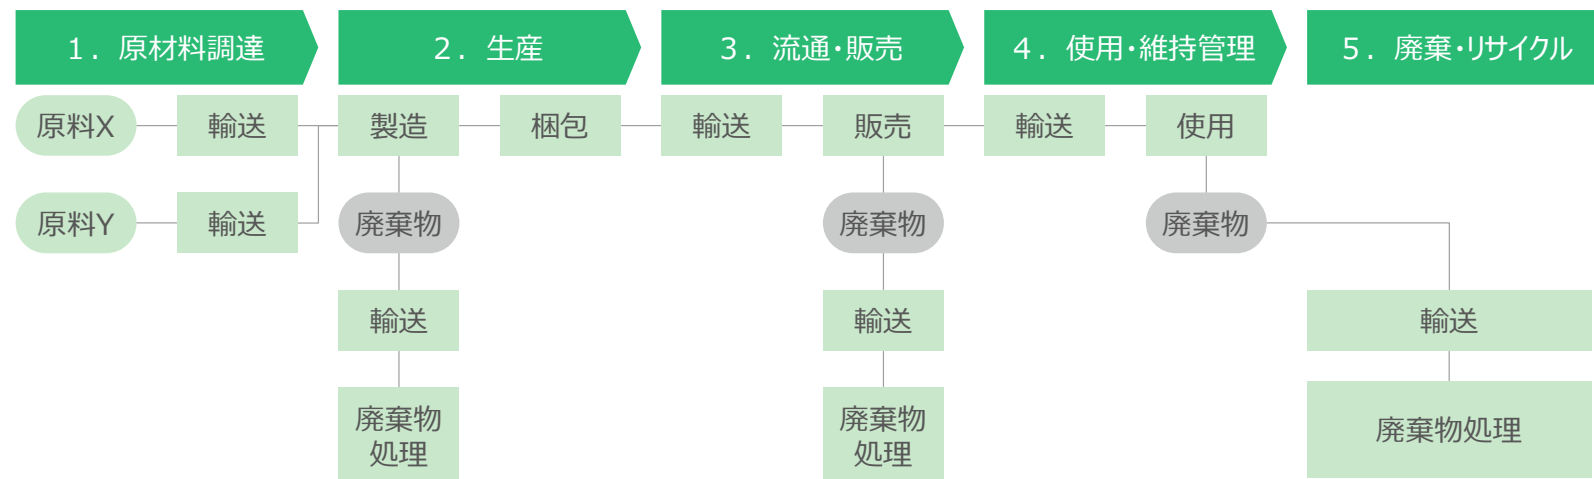 1．原材料調達
2．生産
3．流通・販売
4．使用・維持管理
5．廃棄・リサイクル
原料X
輸送
製造
梱包
輸送
販売
輸送
使用
原料Y
輸送
廃棄物
廃棄物
廃棄物
輸送
輸送
輸送
廃棄物
処理
廃棄物
処理
廃棄物処理